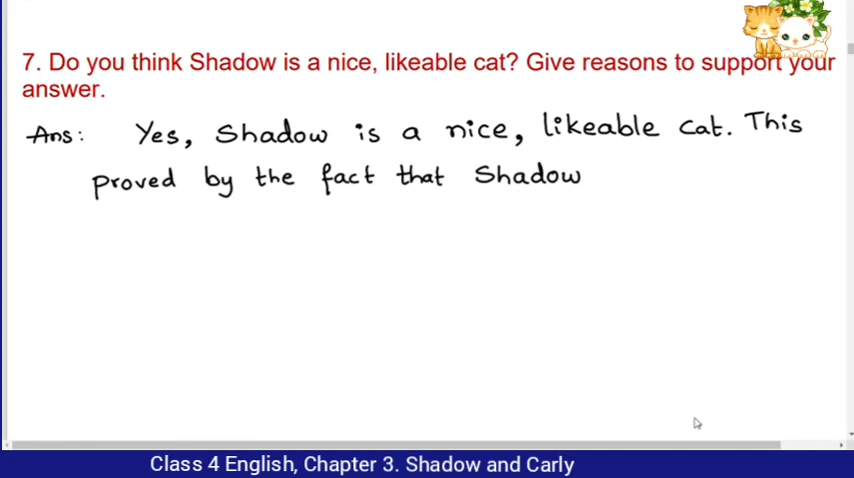 7. Do you think Shadow is a nice, likeable cat? Give reasons to support your
answer.
Ans: Yes, Shadow is a nice, likeable cat. This
proved by the fact that Shadow
Class 4 English, Chapter 3. Shadow and Carly